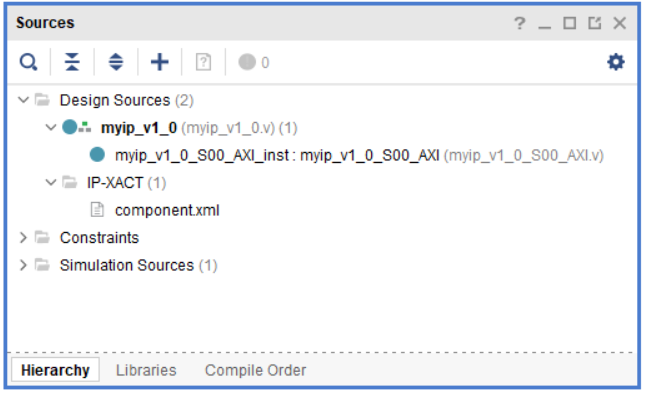 Sources
? 0
Design Sources (2)
myip_v1_0 (myip_v1_0.v) (1)
myip_v1_0_S00_AXI_inst : myip_v1_0_S00_AXI (myip_v1_0_S00_AXI.v)
IP-XACT (1)
component.xml
Constraints
Simulation Sources (1)
Hierarchy Libraries Compile Order